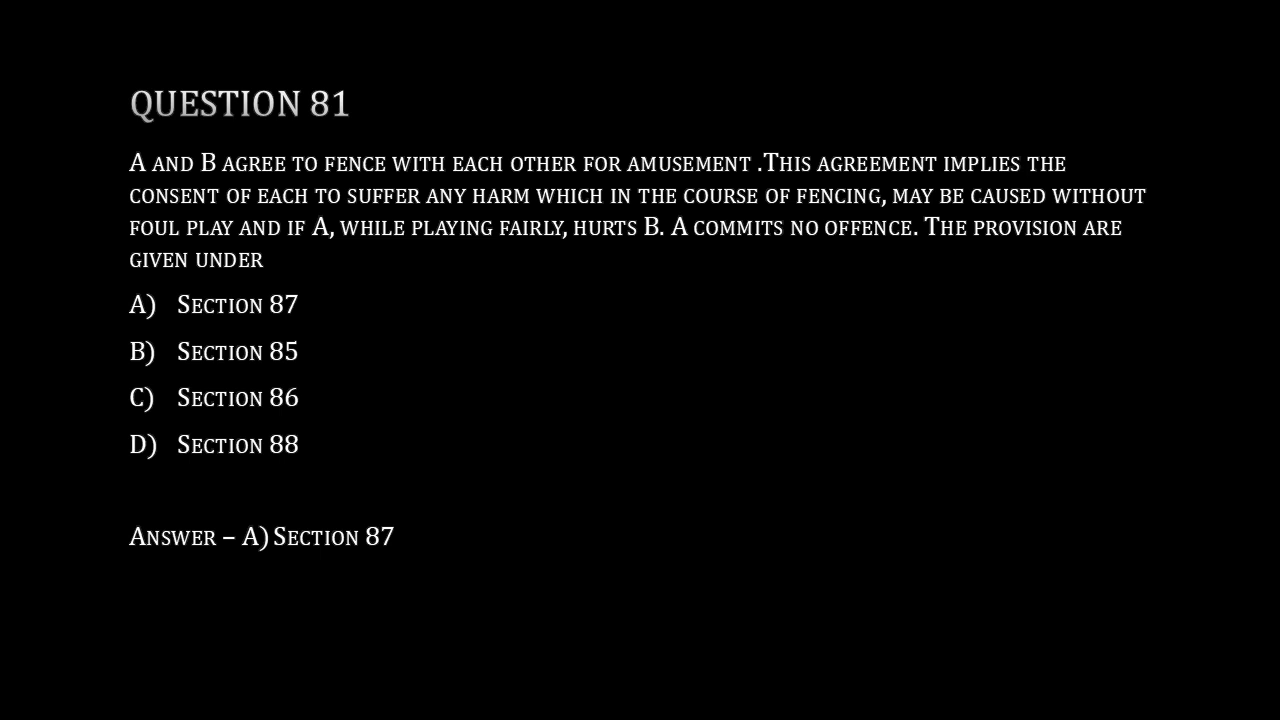 QUESTION 81
A AND B AGREE TO FENCE WITH EACH OTHER FOR AMUSEMENT .THIS AGREEMENT IMPLIES THE
CONSENT OF EACH TO SUFFER ANY HARM WHICH IN THE COURSE OF FENCING, MAY BE CAUSED WITHOUT
FOUL PLAY AND IF A, WHILE PLAYING FAIRLY, HURTS B. A COMMITS NO OFFENCE. THE PROVISION ARE
GIVEN UNDER
A) SECTION 87
B) SECTION 85
C) SECTION 86
D) SECTION 88
ANSWER – A) SECTION 87